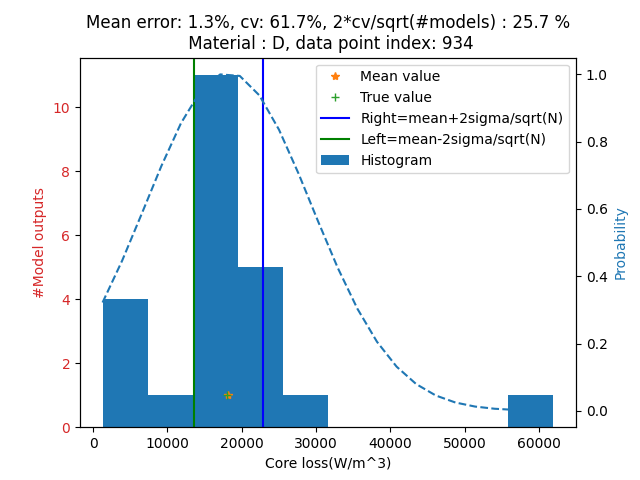 Mean error: 1.3%, cv: 61.7%, 2*cv/sqrt(#models) : 25.7 %
Material : D, data point index: 934
Mean value
True value
Right=mean+2sigma/sqrt(N)
Left=mean-2sigma/sqrt(N)
Histogram
#Model outputs
10
8
6
4
2
0
1.0
0.8
0.6
0.4
0.2
0.0
Probability
0 10000 20000 30000 40000 50000 60000
Core loss(W/m^3)